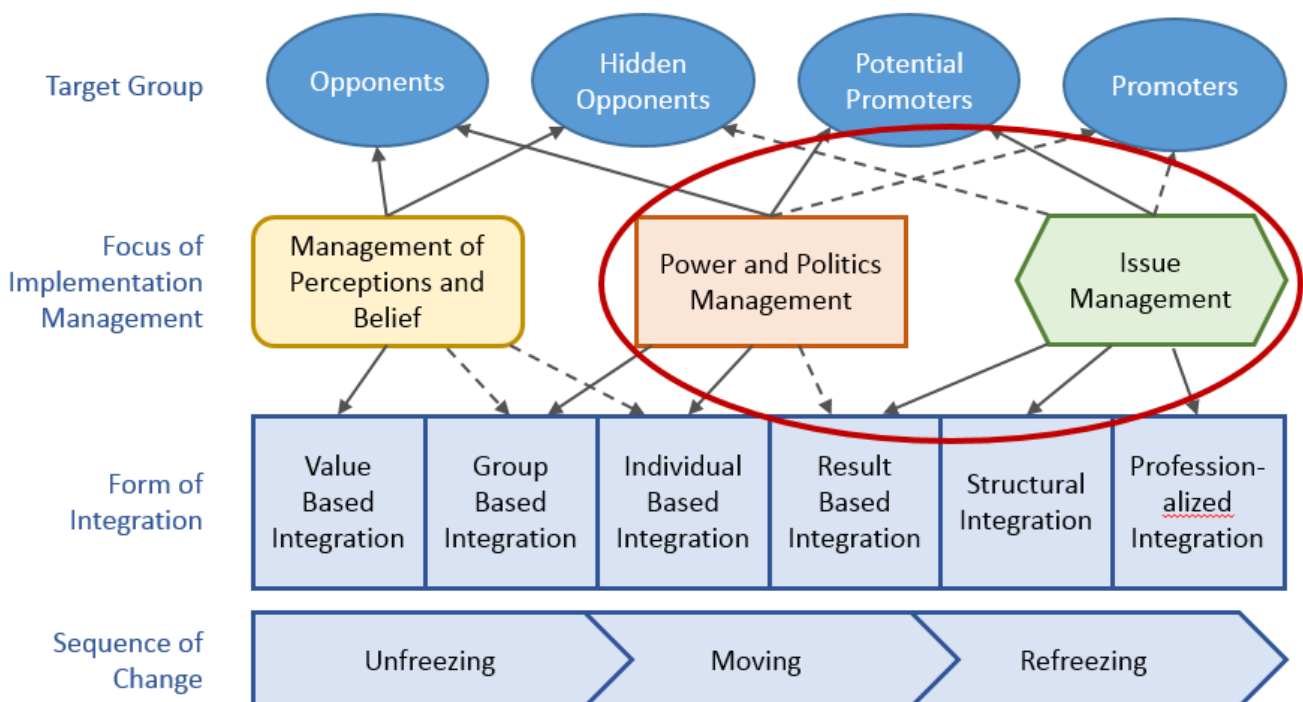 Target Group
Opponents
Hidden
Opponents
Potential
Promoters
Promoters
Focus of
Implementation
Management
Management of
Perceptions and
Belief
Power and Politics
Management
Issue
Management
Form of
Integration
Value
Based
Integration
Group
Based
Integration
Individual
Based
Integration
Result
Based
Integration
Structural
Integration
Profession-
alized
Integration
Sequence of
Change
Unfreezing
Moving
Refreezing